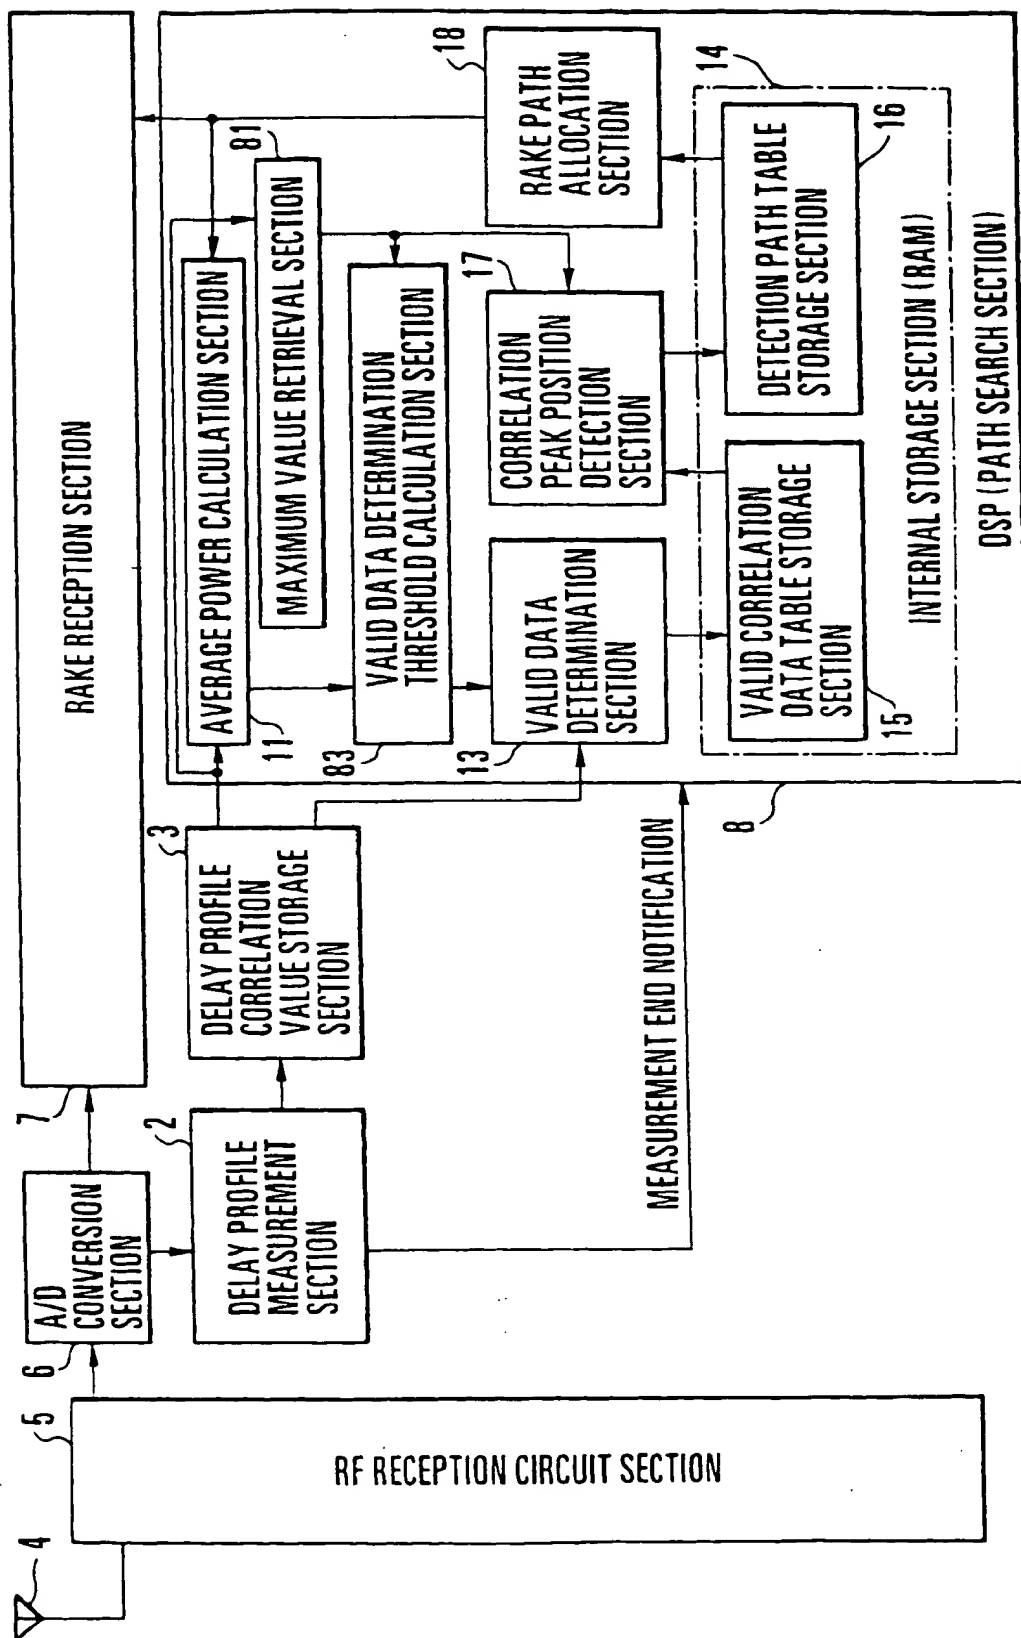 4
5
RF RECEPTION CIRCUIT SECTION
6
A/D
CONVERSION
SECTION
7
RAKE RECEPTION SECTION
2
DELAY PROFILE
MEASUREMENT
SECTION
3
DELAY PROFILE
CORRELATION
VALUE STORAGE
SECTION
MEASUREMENT END NOTIFICATION
8
11
AVERAGE POWER CALCULATION SECTION
81
MAXIMUM VALUE RETRIEVAL SECTION
83
VALID DATA DETERMINATION
THRESHOLD CALCULATION SECTION
13
VALID DATA
DETERMINATION
SECTION
17
CORRELATION
PEAK POSITION
DETECTION
SECTION
18
RAKE PATH
ALLOCATION
SECTION
14
15
VALID CORRELATION
DATA TABLE STORAGE
SECTION
16
DETECTION PATH TABLE
STORAGE SECTION
INTERNAL STORAGE SECTION (RAM)
DSP (PATH SEARCH SECTION)